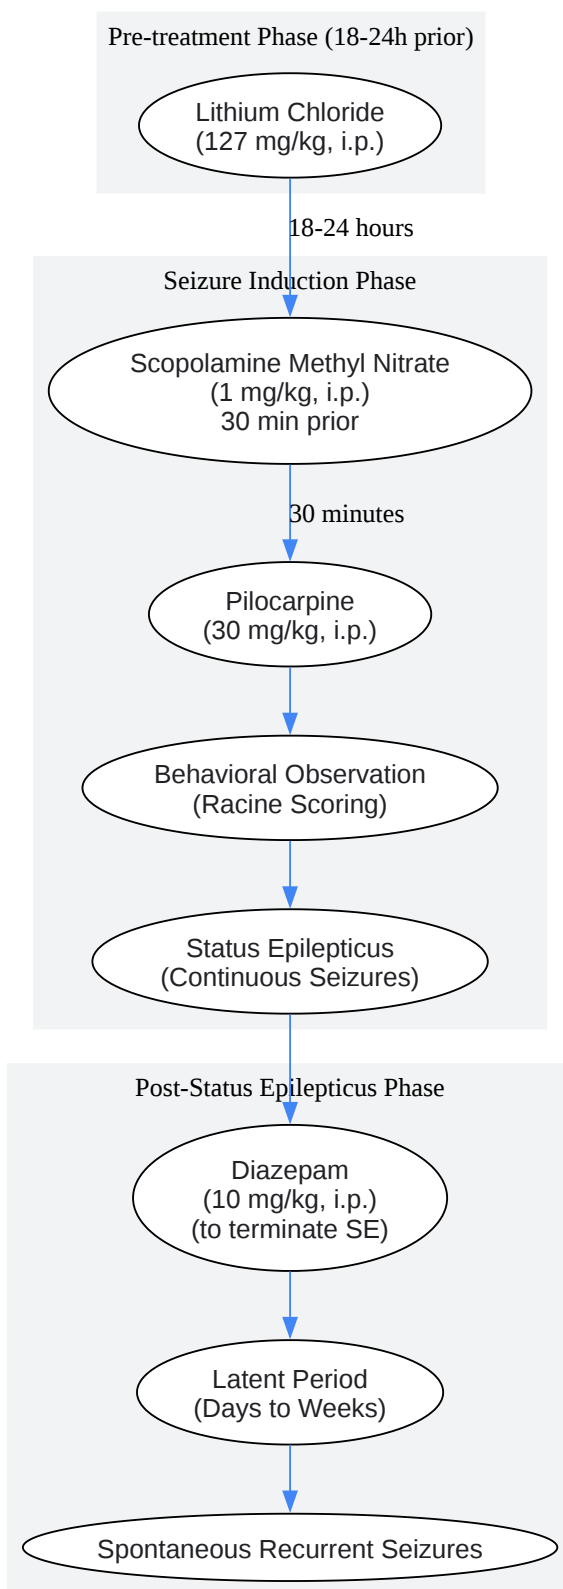 Pre-treatment Phase (18-24h prior)
Lithium Chloride
(127 mg/kg, i.p.)
18-24 hours
Seizure Induction Phase
Scopolamine Methyl Nitrate
(1 mg/kg, i.p.)
30 min prior
30 minutes
Pilocarpine
(30 mg/kg, i.p.)
Behavioral Observation
(Racine Scoring)
Status Epilepticus
(Continuous Seizures)
Post-Status Epilepticus Phase
Diazepam
(10 mg/kg, i.p.)
(to terminate SE)
Latent Period
(Days to Weeks)
Spontaneous Recurrent Seizures